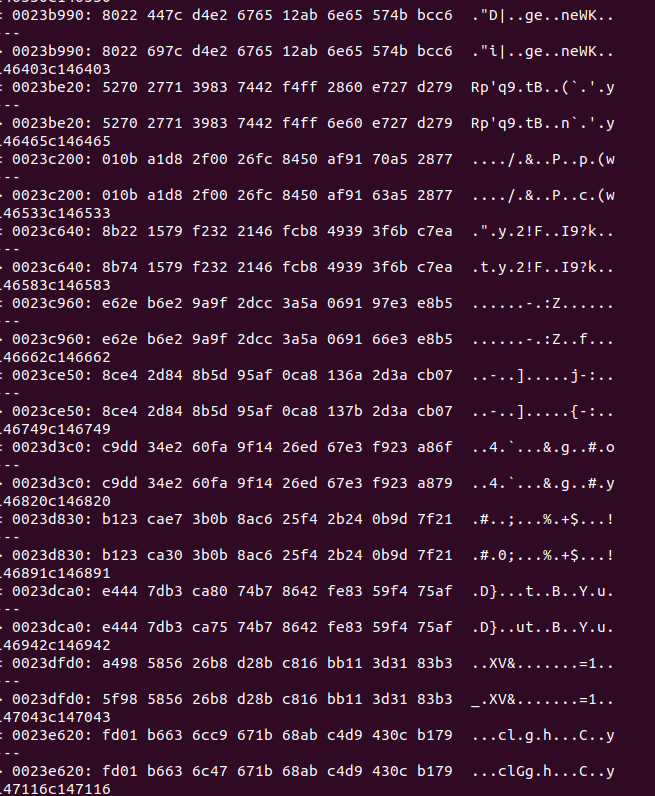 < 0023b990: 8022 447c d4e2 6765 12ab 6e65 574b bcc6  ."D|..ge..neWK..
---
> 0023b990: 8022 697c d4e2 6765 12ab 6e65 574b bcc6  ."i|..ge..neWK..
146403c146403
< 0023be20: 5270 2771 3983 7442 f4ff 2860 e727 d279  Rp'q9.tB..(`.'.y
---
> 0023be20: 5270 2771 3983 7442 f4ff 6e60 e727 d279  Rp'q9.tB..n`.'.y
146465c146465
< 0023c200: 010b a1d8 2f00 26fc 8450 af91 70a5 2877  ..../.&..P..p.(w
---
> 0023c200: 010b a1d8 2f00 26fc 8450 af91 63a5 2877  ..../.&..P..c.(w
146533c146533
< 0023c640: 8b22 1579 f232 2146 fcb8 4939 3f6b c7ea  .".y.2!F..I9?k..
---
> 0023c640: 8b74 1579 f232 2146 fcb8 4939 3f6b c7ea  .t.y.2!F..I9?k..
146583c146583
< 0023c960: e62e b6e2 9a9f 2dcc 3a5a 0691 97e3 e8b5  ......-.:Z......
---
> 0023c960: e62e b6e2 9a9f 2dcc 3a5a 0691 66e3 e8b5  ......-.:Z..f...
146662c146662
< 0023ce50: 8ce4 2d84 8b5d 95af 0ca8 136a 2d3a cb07  ..-..].....j-:..
---
> 0023ce50: 8ce4 2d84 8b5d 95af 0ca8 137b 2d3a cb07  ..-..].....{-:..
146749c146749
< 0023d3c0: c9dd 34e2 60fa 9f14 26ed 67e3 f923 a86f  ..4.`...&.g..#.o
---
> 0023d3c0: c9dd 34e2 60fa 9f14 26ed 67e3 f923 a879  ..4.`...&.g..#.y
146820c146820
< 0023d830: b123 cae7 3b0b 8ac6 25f4 2b24 0b9d 7f21  .#..;...%.+$...!
---
> 0023d830: b123 ca30 3b0b 8ac6 25f4 2b24 0b9d 7f21  .#.0;...%.+$...!
146891c146891
< 0023dca0: e444 7db3 ca80 74b7 8642 fe83 59f4 75af  .D}...t..B..Y.u.
---
> 0023dca0: e444 7db3 ca75 74b7 8642 fe83 59f4 75af  .D}..ut..B..Y.u.
146942c146942
< 0023dfd0: a498 5856 26b8 d28b c816 bb11 3d31 83b3  ..XV&.......=1..
---
> 0023dfd0: 5f98 5856 26b8 d28b c816 bb11 3d31 83b3  _.XV&.......=1..
147043c147043
< 0023e620: fd01 b663 6cc9 671b 68ab c4d9 430c b179  ...cl.g.h...C..y
---
> 0023e620: fd01 b663 6c47 671b 68ab c4d9 430c b179  ...clGg.h...C..y
147116c147116